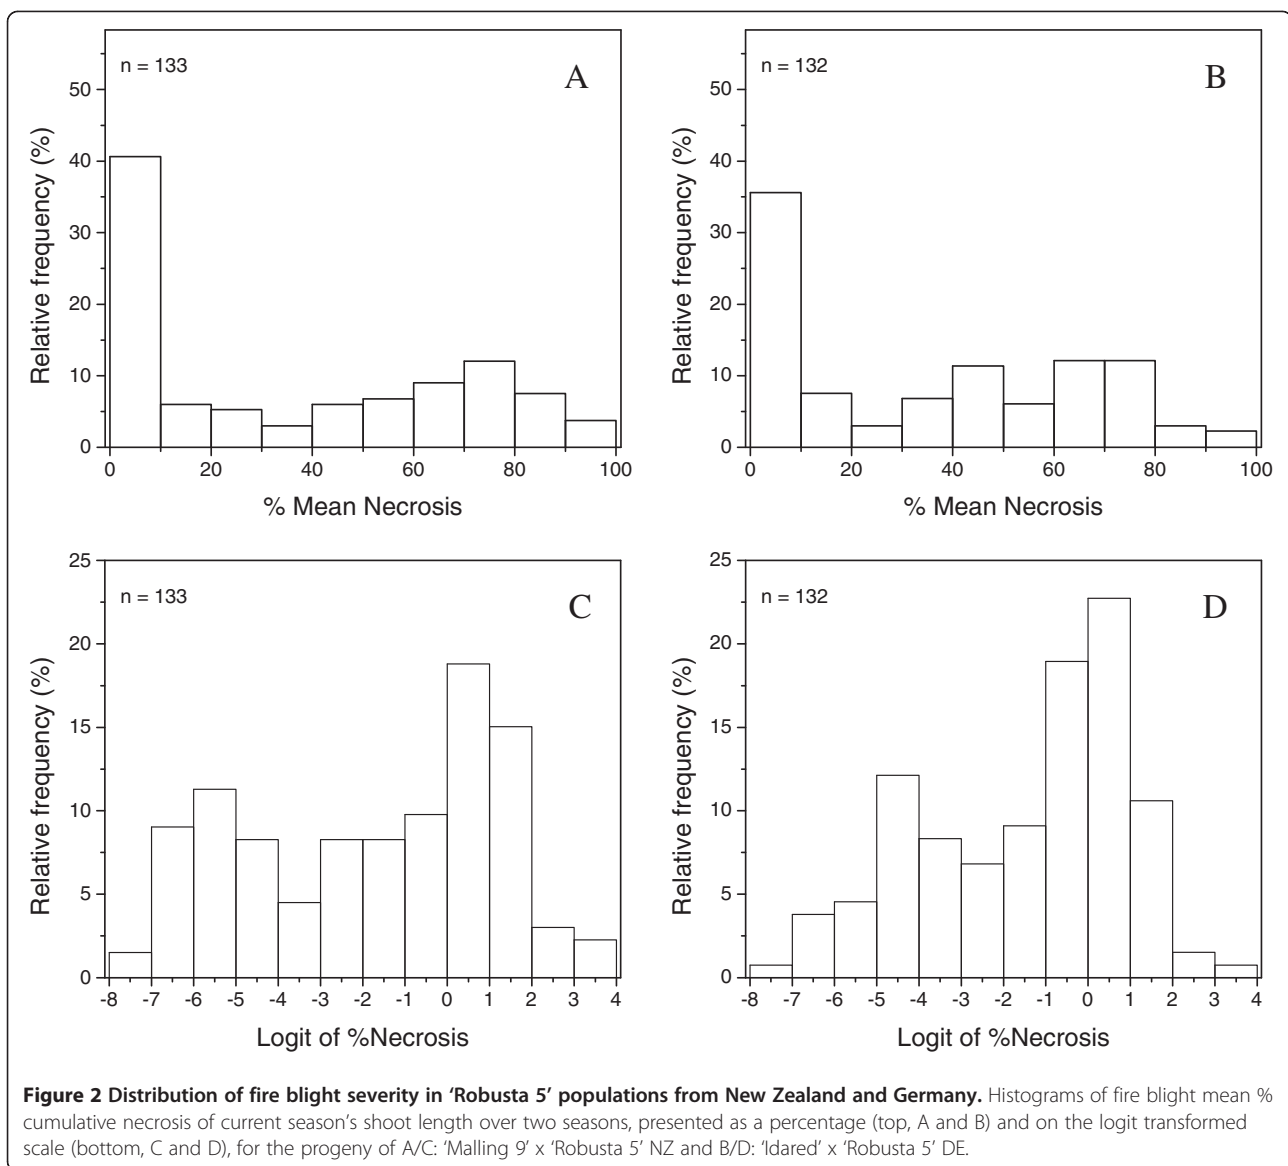 n = 133
A
Relative frequency (%)
50
40
30
20
10
0
0 20 40 60 80 100
% Mean Necrosis
n = 132
B
Relative frequency (%)
50
40
30
20
10
0
0 20 40 60 80 100
% Mean Necrosis
n = 133
C
Relative frequency (%)
25
20
15
10
5
0
-8 -7 -6 -5 -4 -3 -2 -1 0 1 2 3 4
Logit of %Necrosis
n = 132
D
Relative frequency (%)
25
20
15
10
5
0
-8 -7 -6 -5 -4 -3 -2 -1 0 1 2 3 4
Logit of %Necrosis
Figure 2 Distribution of fire blight severity in ‘Robusta 5’ populations from New Zealand and Germany. Histograms of fire blight mean %
cumulative necrosis of current season’s shoot length over two seasons, presented as a percentage (top, A and B) and on the logit transformed
scale (bottom, C and D), for the progeny of A/C: ‘Malling 9’ x ‘Robusta 5’ NZ and B/D: ‘Idared’ x ‘Robusta 5’ DE.